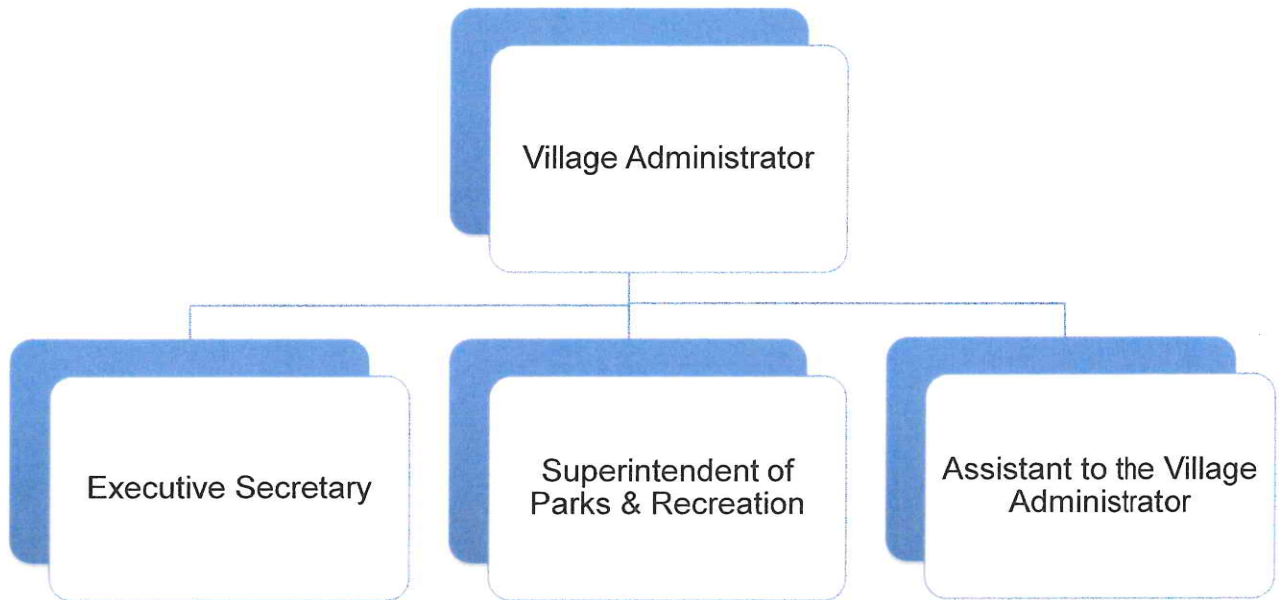 Village Administrator
Executive Secretary
Superintendent of
Parks & Recreation
Assistant to the Village
Administrator